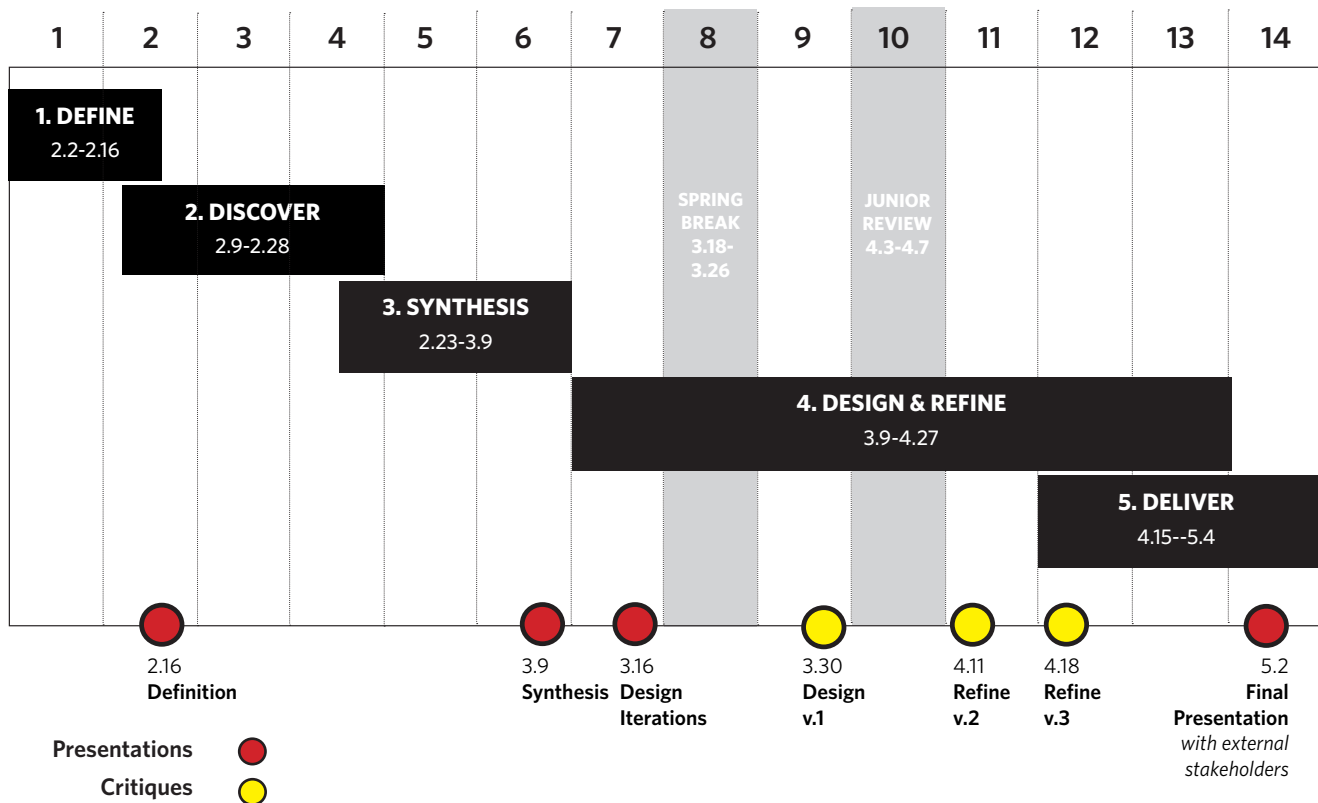 1 2 3 4 5 6 7 8 9 10 11 12 13 14
1. DEFINE
2.2-2.16
2. DISCOVER
2.9-2.28
SPRING
BREAK
3.18-
3.26
JUNIOR
REVIEW
4.3-4.7
3. SYNTHESIS
2.23-3.9
4. DESIGN & REFINE
3.9-4.27
5. DELIVER
4.15--5.4
2.16
Definition
3.9
Synthesis
3.16
Design
Iterations
3.30
Design
v.1
4.11
Refine
v.2
4.18
Refine
v.3
5.2
Final
Presentation
with external
stakeholders
Presentations
Critiques